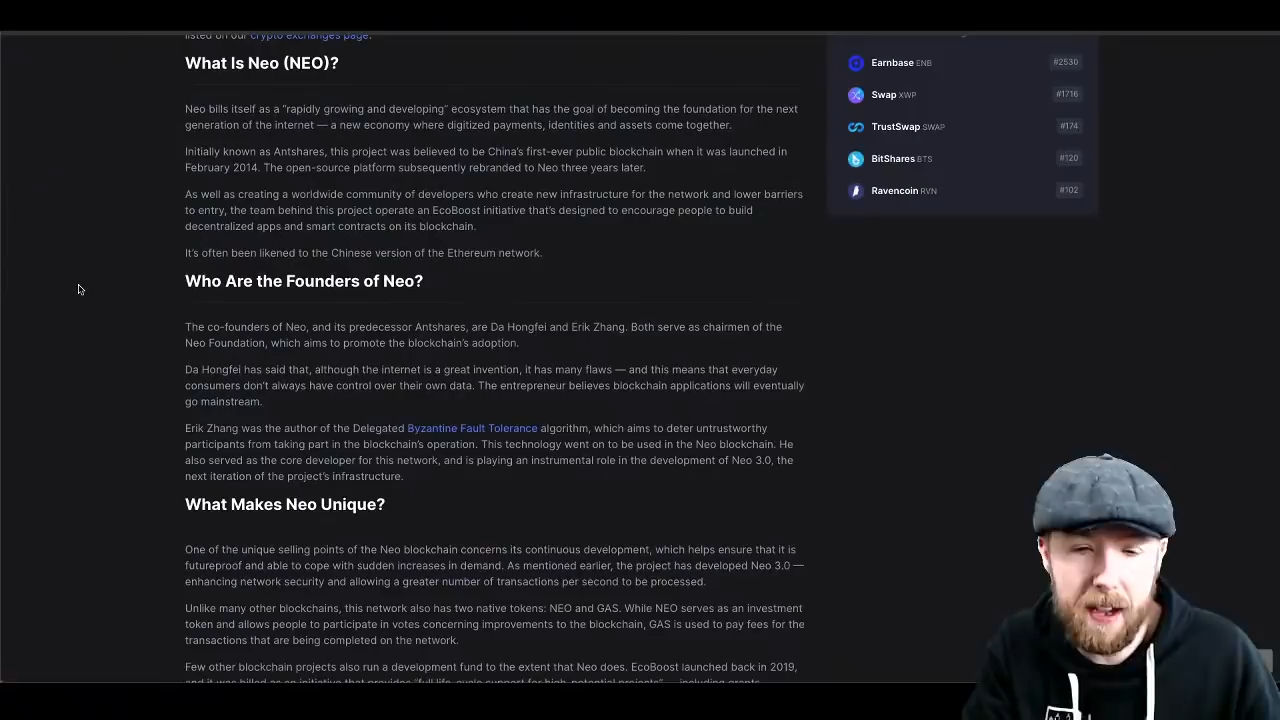 listed on our crypto exchanges page.
What Is Neo (NEO)?
Neo bills itself as a “rapidly growing and developing” ecosystem that has the goal of becoming the foundation for the next
generation of the internet — a new economy where digitized payments, identities and assets come together.
Initially known as Antshares, this project was believed to be China’s first-ever public blockchain when it was launched in
February 2014. The open-source platform subsequently rebranded to Neo three years later.
As well as creating a worldwide community of developers who create new infrastructure for the network and lower barriers
to entry, the team behind this project operate an EcoBoost initiative that’s designed to encourage people to build
decentralized apps and smart contracts on its blockchain.
It’s often been likened to the Chinese version of the Ethereum network.
Who Are the Founders of Neo?
The co-founders of Neo, and its predecessor Antshares, are Da Hongfei and Erik Zhang. Both serve as chairmen of the
Neo Foundation, which aims to promote the blockchain’s adoption.
Da Hongfei has said that, although the internet is a great invention, it has many flaws — and this means that everyday
consumers don’t always have control over their own data. The entrepreneur believes blockchain applications will eventually
go mainstream.
Erik Zhang was the author of the Delegated Byzantine Fault Tolerance algorithm, which aims to deter untrustworthy
participants from taking part in the blockchain’s operation. This technology went on to be used in the Neo blockchain. He
also served as the core developer for this network, and is playing an instrumental role in the development of Neo 3.0, the
next iteration of the project’s infrastructure.
What Makes Neo Unique?
One of the unique selling points of the Neo blockchain concerns its continuous development, which helps ensure that it is
futureproof and able to cope with sudden increases in demand. As mentioned earlier, the project has developed Neo 3.0 —
enhancing network security and allowing a greater number of transactions per second to be processed.
Unlike many other blockchains, this network also has two native tokens: NEO and GAS. While NEO serves as an investment
token and allows people to participate in votes concerning improvements to the blockchain, GAS is used to pay fees for the
transactions that are being completed on the network.
Few other blockchain projects also run a development fund to the extent that Neo does. EcoBoost launched back in 2019,
and it was billed as an initiative that provides “full life-cycle support for high-potential projects” — including grants,
Earnbase ENB #2530
Swap XWP #1716
TrustSwap SWAP #174
BitShares BTS #120
Ravencoin RVN #102